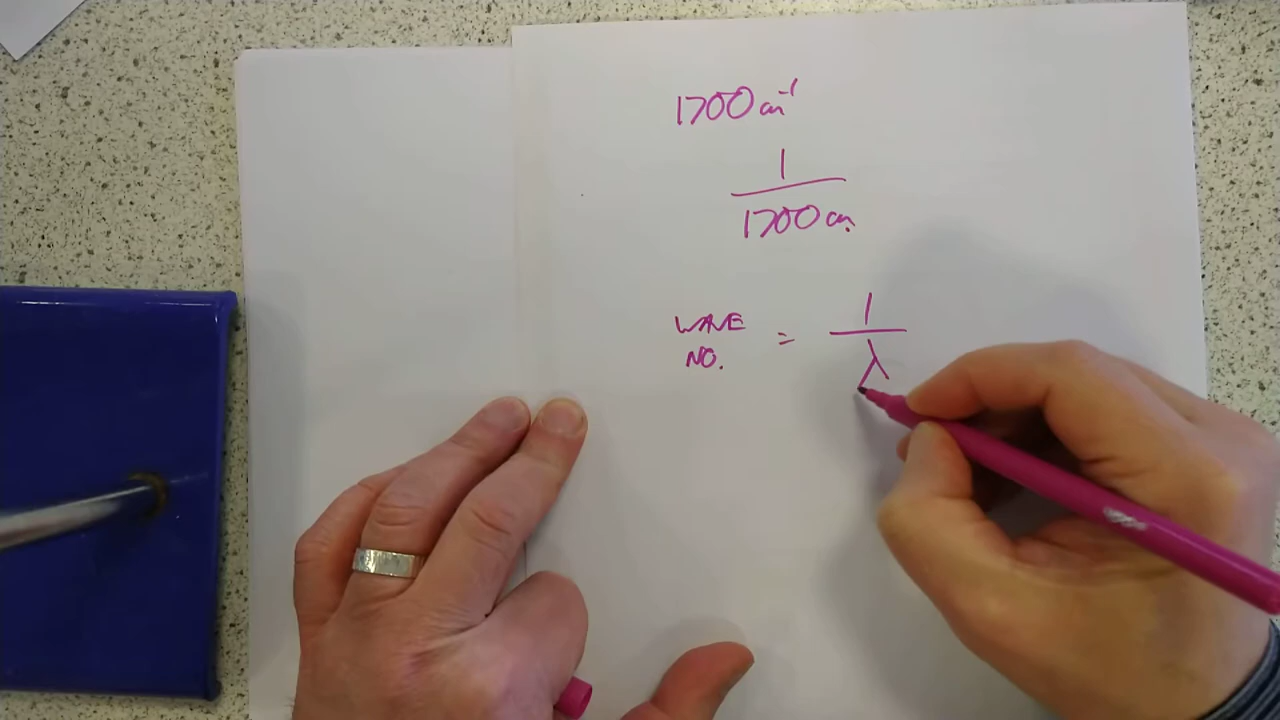 1700 cm⁻¹
1
1700 cm
WAVE
NO.
=
1
λ